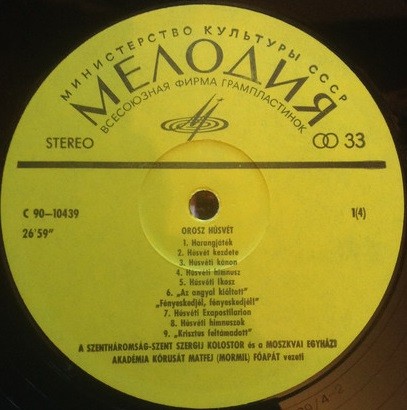 МИНИСТЕРСТВО КУЛЬТУРЫ СССР
МЕЛОДИЯ
ВСЕСОЮЗНАЯ ФИРМА ГРАМПЛАСТИНОК
STEREO
33
С 90—10439
1(4)
26'59"
OROSZ HÚSVÉT
1. Harangjáték
2. Húsvét kezdete
3. Húsvéti kánon
4. Húsvéti himnusz
5. Húsvéti Ikosz
6. „Az angyal kiáltott"
„Fényeskedjél, fényeskedjél!"
7. Húsvéti Exapostilarion
8. Húsvéti himnuszok
9. „Krisztus feltámadott"
A SZENTHÁROMSÁG-SZENT SZERGIJ KOLOSTOR és a MOSZKVAI EGYHÁZI
AKADÉMIA KÓRUSÁT MATFEJ (MORMIL) FŐAPÁT vezeti